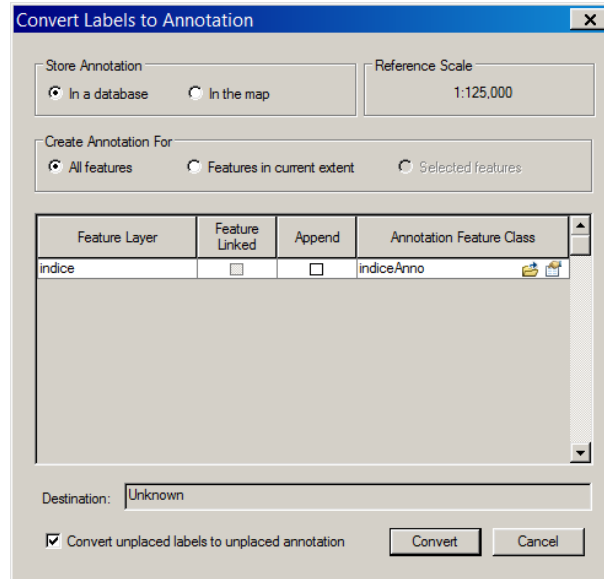 Convert Labels to Annotation
Store Annotation
In a database
In the map
Reference Scale
1:125,000
Create Annotation For
All features
Features in current extent
Selected features
Feature Layer
Feature Linked
Append
Annotation Feature Class
indice
indiceAnno
Destination:
Unknown
Convert unplaced labels to unplaced annotation
Convert
Cancel